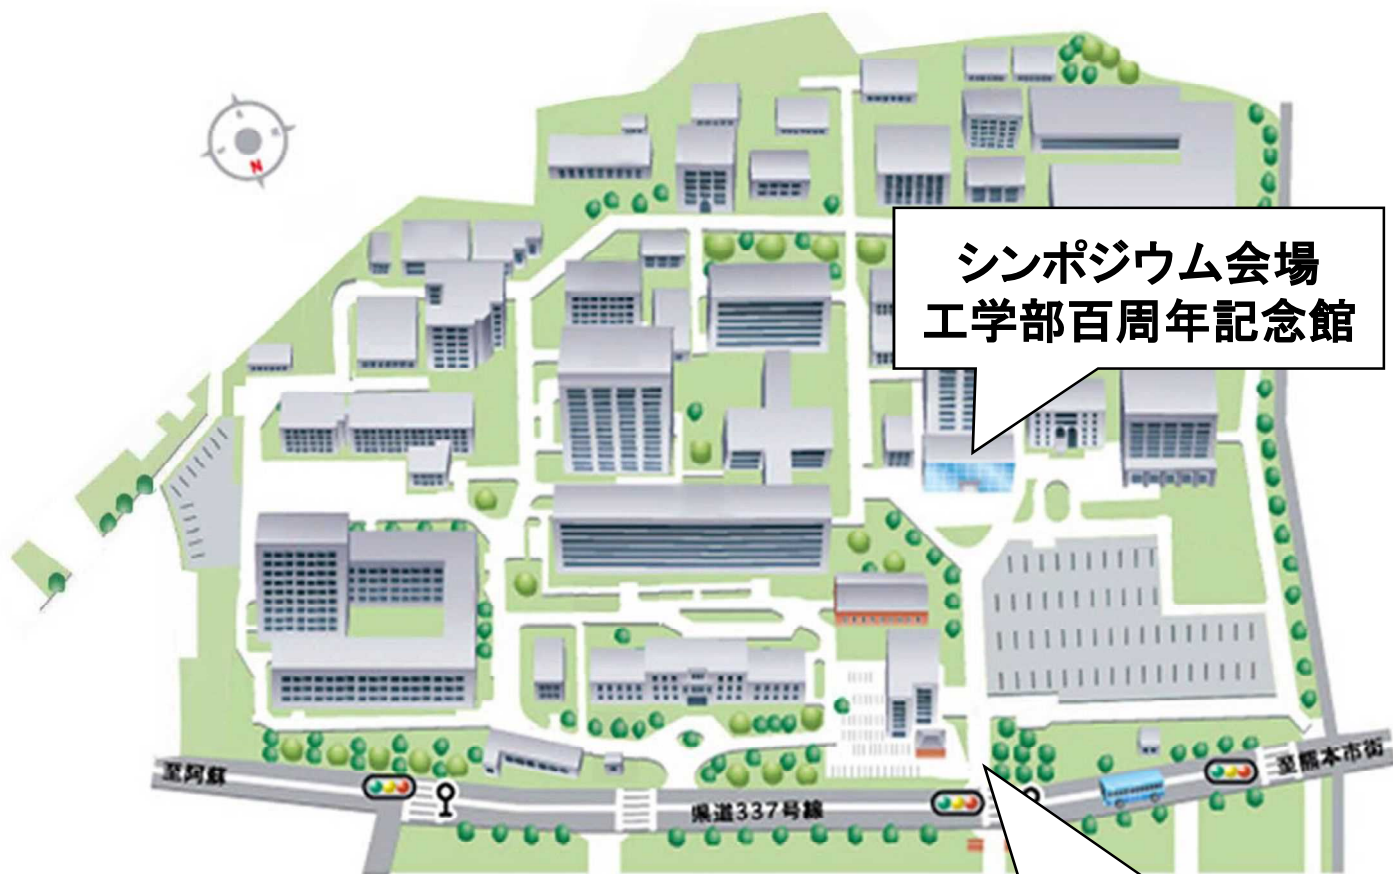 N
シンポジウム会場
工学部百周年記念館
至阿蘇
県道337号線
至熊本市街